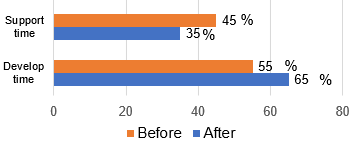 Support
time
45 %
35%
Develop
time
55 %
65 %
0 20 40 60 80
Before After